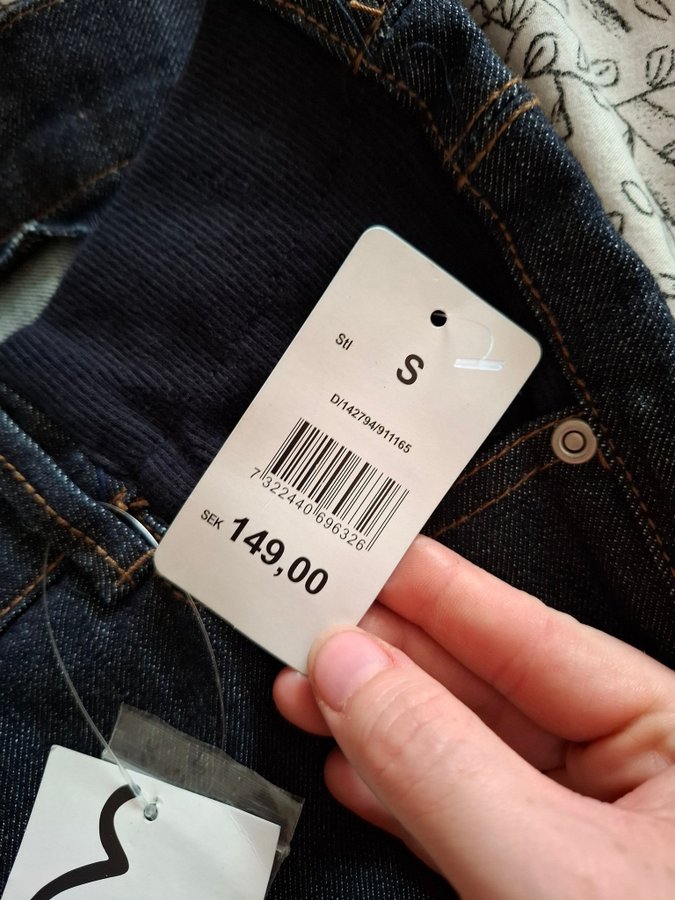 Stl S
D/142794/911165
7 322440 696326
SEK 149,00